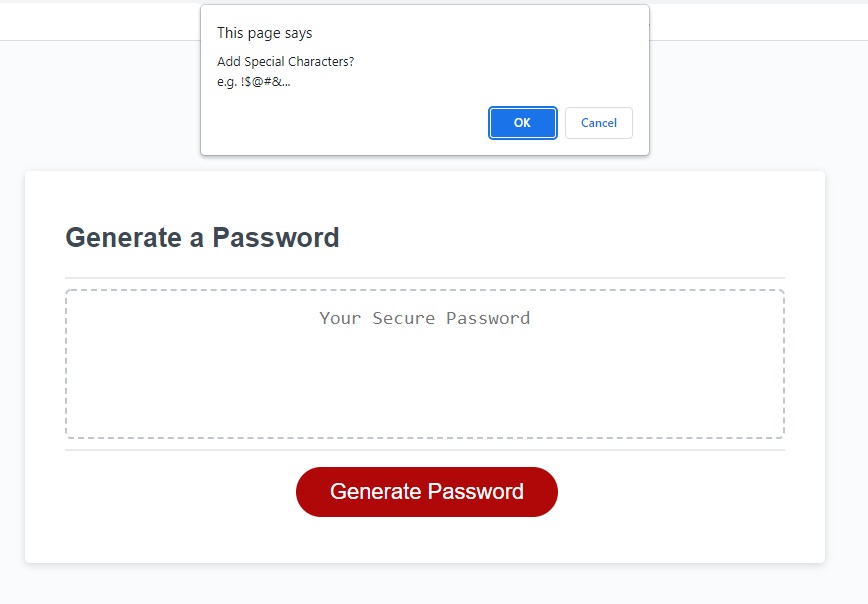 This page says
Add Special Characters?
e.g. !$@#&...
OK
Cancel
Generate a Password
Your Secure Password
Generate Password